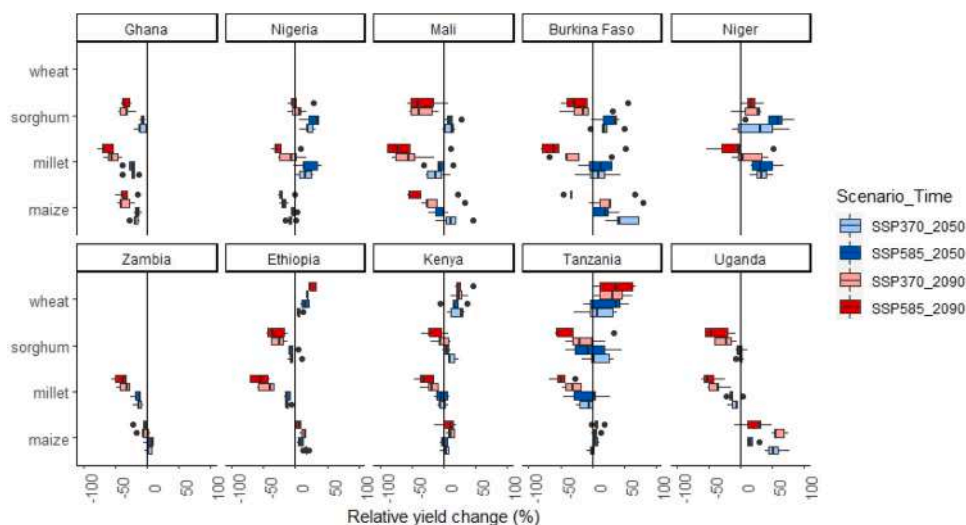 Ghana Nigeria Mali Burkina Faso Niger
wheat
sorghum
millet
maize
Zambia Ethiopia Kenya Tanzania Uganda
wheat
sorghum
millet
maize
-100 -50 0 50 100 -100 -50 0 50 100 -100 -50 0 50 100 -100 -50 0 50 100 -100 -50 0 50 100
Relative yield change (%)
Scenario_Time
SSP370_2050
SSP585_2050
SSP370_2090
SSP585_2090